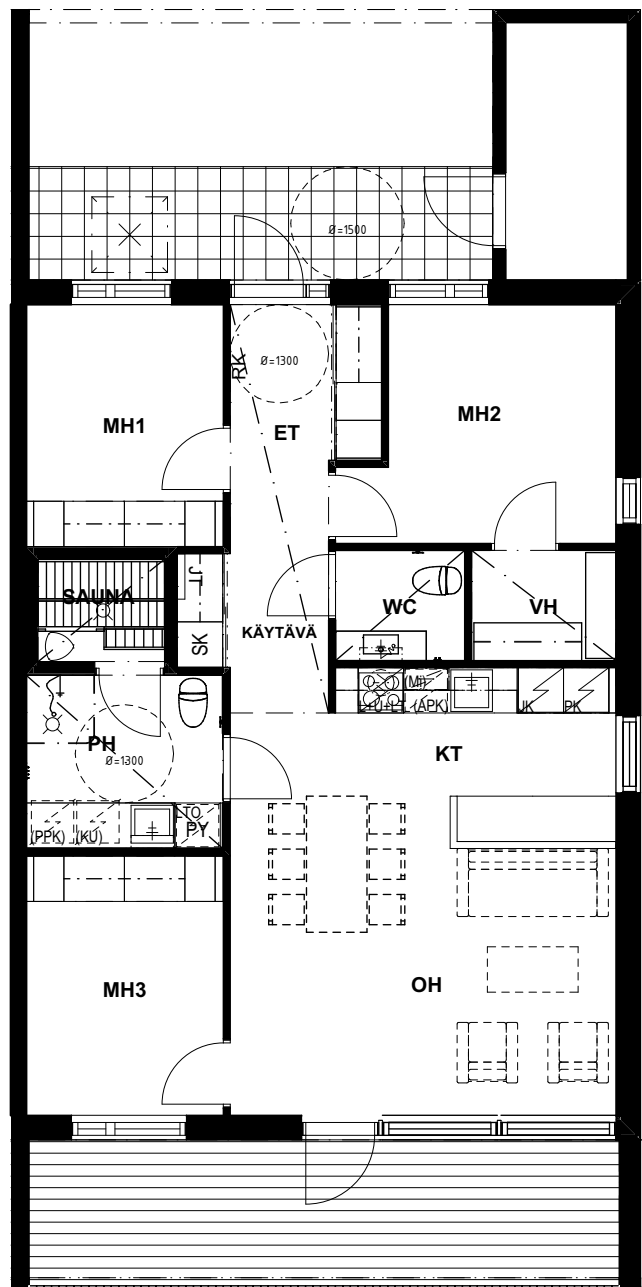 Ø=1500
RK
Ø=1300
ET
MH1
MH2
JT
SAUNA
SK
KÄYTÄVÄ
WC
VH
L+U+LT
(MI)
(APK)
JK
PK
PH
Ø=1300
KT
(PPK)
(KU)
TO
PY
MH3
OH